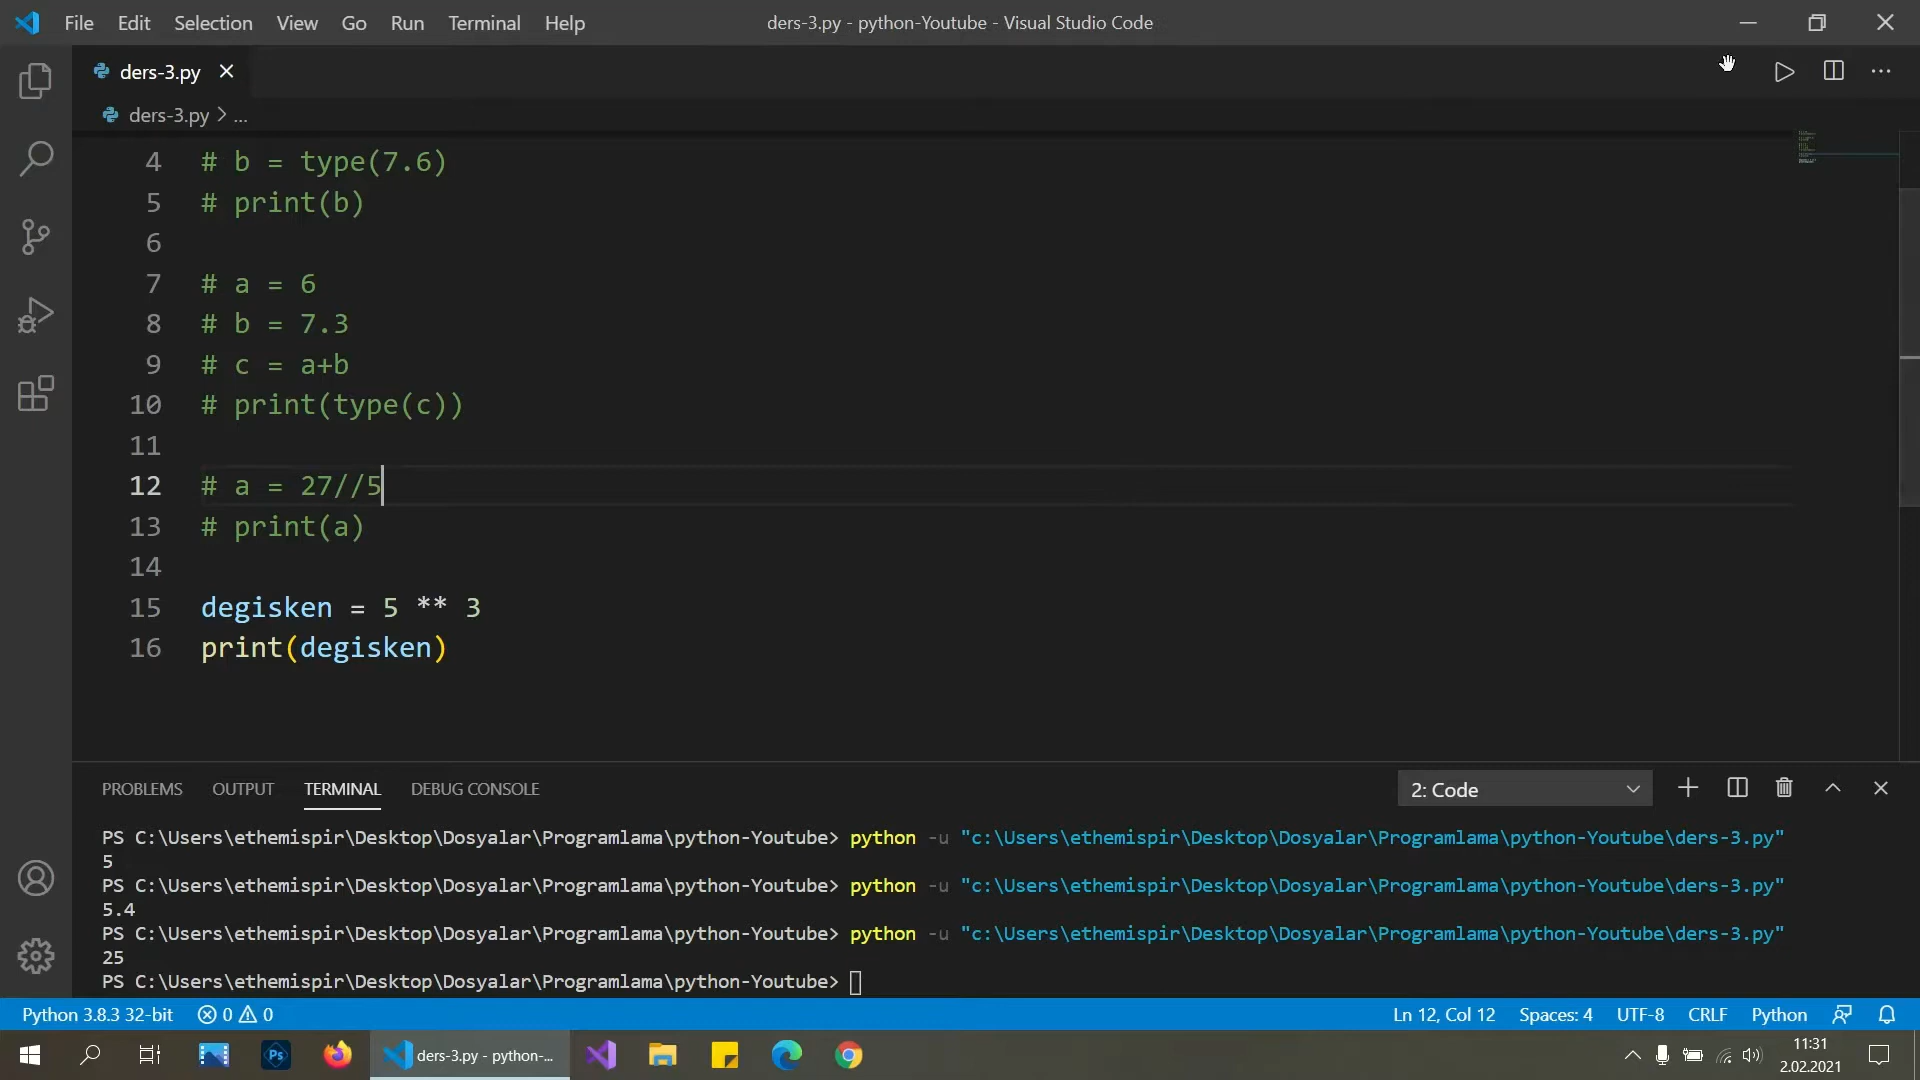 File Edit Selection View Go Run Terminal Help ders-3.py - python-Youtube - Visual Studio Code
ders-3.py
ders-3.py > ...
4 # b = type(7.6)
5 # print(b)
6
7 # a = 6
8 # b = 7.3
9 # c = a+b
10 # print(type(c))
11
12 # a = 27//5
13 # print(a)
14
15 degisken = 5 ** 3
16 print(degisken)
PROBLEMS OUTPUT TERMINAL DEBUG CONSOLE 2: Code
PS C:\Users\ethemispir\Desktop\Dosyalar\Programlama\python-Youtube> python -u "c:\Users\ethemispir\Desktop\Dosyalar\Programlama\python-Youtube\ders-3.py"
5
PS C:\Users\ethemispir\Desktop\Dosyalar\Programlama\python-Youtube> python -u "c:\Users\ethemispir\Desktop\Dosyalar\Programlama\python-Youtube\ders-3.py"
5.4
PS C:\Users\ethemispir\Desktop\Dosyalar\Programlama\python-Youtube> python -u "c:\Users\ethemispir\Desktop\Dosyalar\Programlama\python-Youtube\ders-3.py"
25
PS C:\Users\ethemispir\Desktop\Dosyalar\Programlama\python-Youtube>
Python 3.8.3 32-bit 0 0 Ln 12, Col 12 Spaces: 4 UTF-8 CRLF Python
Ps ders-3.py - python-... 11:31
2.02.2021